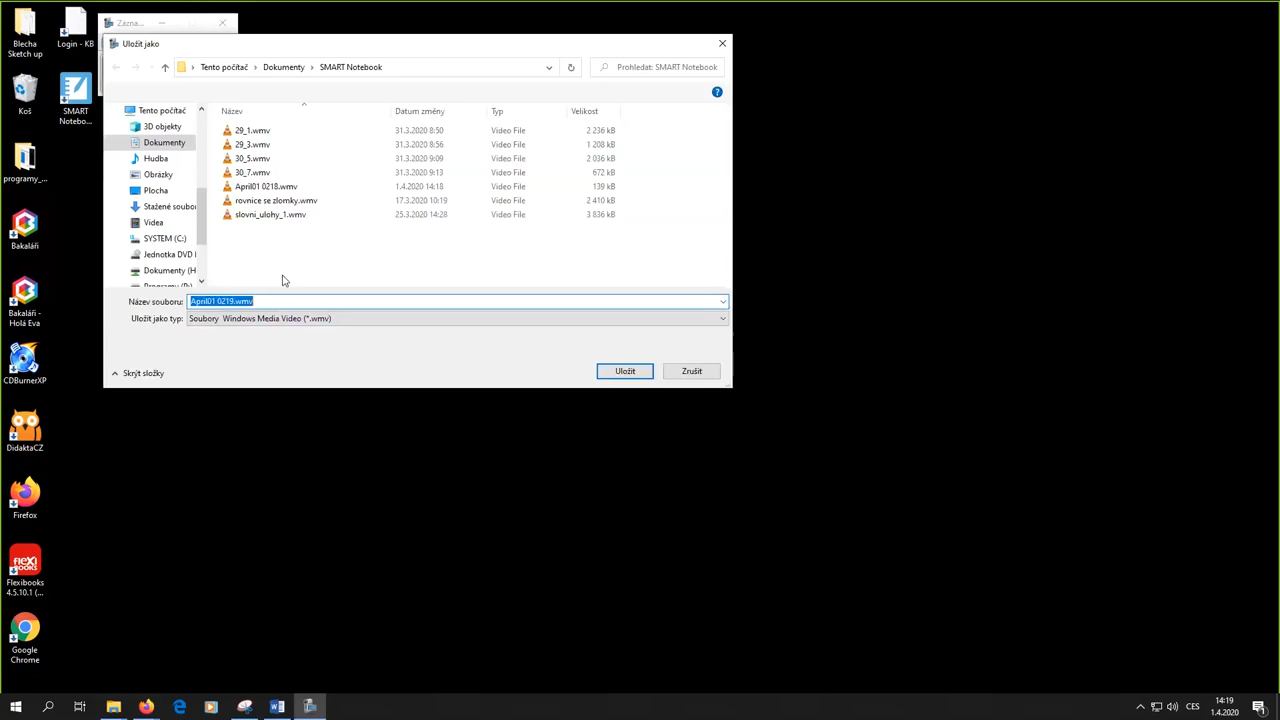 Blecha
Sketch up
Login - KB
Koš
SMART
Notebo...
programy_...
Bakaláři
Bakaláři -
Holá Eva
CDBurnerXP
DidaktaCZ
Firefox
Flexibooks
4.5.10.1 (...
Google
Chrome
Zázna...
Uložit jako
Tento počítač > Dokumenty > SMART Notebook
Prohledat: SMART Notebook
Tento počítač
3D objekty
Dokumenty
Hudba
Obrázky
Plocha
Stažené soubor
Videa
SYSTEM (C:)
Jednotka DVD
Dokumenty (H
Programy (P:)
Název Datum změny Typ Velikost
29_1.wmv 31.3.2020 8:50 Video File 2 236 kB
29_3.wmv 31.3.2020 8:56 Video File 1 208 kB
30_5.wmv 31.3.2020 9:09 Video File 2 036 kB
30_7.wmv 31.3.2020 9:13 Video File 672 kB
April01 0218.wmv 1.4.2020 14:18 Video File 139 kB
rovnice se zlomky.wmv 17.3.2020 10:19 Video File 2 410 kB
slovni_ulohy_1.wmv 25.3.2020 14:28 Video File 3 836 kB
Název souboru: April01 0219.wmv
Uložit jako typ: Soubory Windows Media Video (*.wmv)
Skrýt složky
Uložit
Zrušit
CES
14:19
1.4.2020